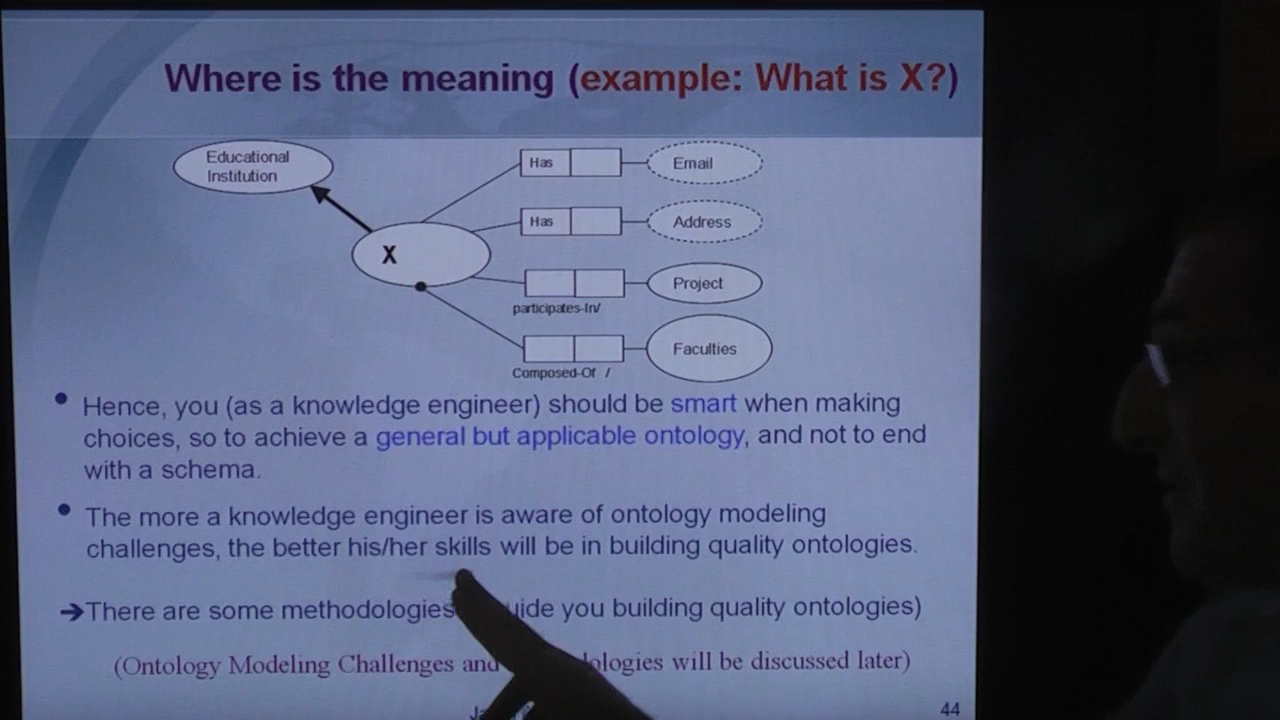 Where is the meaning (example: What is X?)
Educational
Institution
Has
Email
X
Has
Address
Project
participates-In/
Faculties
Composed-Of /
• Hence, you (as a knowledge engineer) should be smart when making
choices, so to achieve a general but applicable ontology, and not to end
with a schema.
• The more a knowledge engineer is aware of ontology modeling
challenges, the better his/her skills will be in building quality ontologies.
➔There are some methodologies you building quality ontologies)
(Ontology Modeling Challenges and will be discussed later)
44